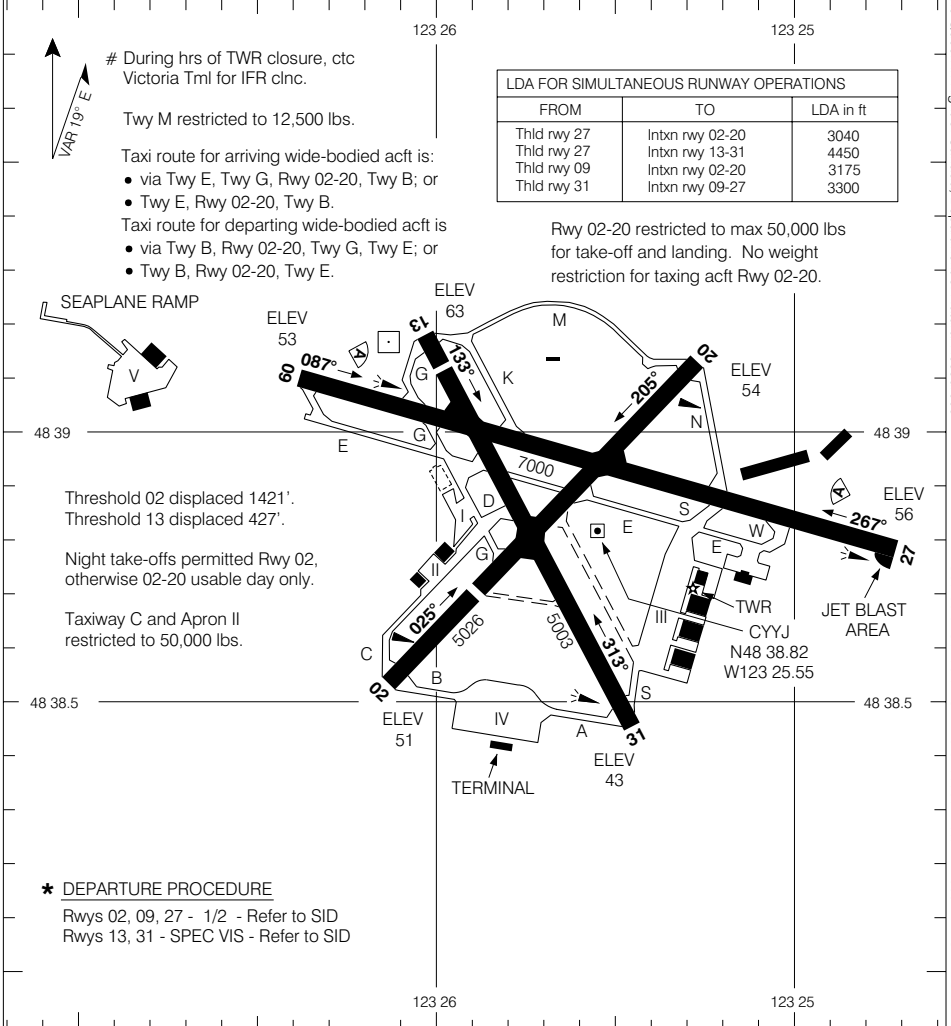 123 26
123 25
VAR 19° E
# During hrs of TWR closure, ctc
Victoria Tml for IFR clnc.
Twy M restricted to 12,500 lbs.
Taxi route for arriving wide-bodied acft is:
• via Twy E, Twy G, Rwy 02-20, Twy B; or
• Twy E, Rwy 02-20, Twy B.
Taxi route for departing wide-bodied acft is
• via Twy B, Rwy 02-20, Twy G, Twy E; or
• Twy B, Rwy 02-20, Twy E.
LDA FOR SIMULTANEOUS RUNWAY OPERATIONS
FROM TO LDA in ft
Thld rwy 27 Intxn rwy 02-20 3040
Thld rwy 27 Intxn rwy 13-31 4450
Thld rwy 09 Intxn rwy 02-20 3175
Thld rwy 31 Intxn rwy 09-27 3300
Rwy 02-20 restricted to max 50,000 lbs
for take-off and landing. No weight
restriction for taxing acft Rwy 02-20.
SEAPLANE RAMP
V
ELEV
53
ELEV
63
13
M
20
ELEV
54
09
087°
A
G
133°
K
205°
N
48 39
48 39
E
G
7000
D
I
S
E
W
E
A
267°
ELEV
56
27
Threshold 02 displaced 1421'.
Threshold 13 displaced 427'.
Night take-offs permitted Rwy 02,
otherwise 02-20 usable day only.
Taxiway C and Apron II
restricted to 50,000 lbs.
II
G
025°
5026
5003
313°
III
TWR
CYYJ
N48 38.82
W123 25.55
JET BLAST
AREA
C
02
B
S
48 38.5
48 38.5
ELEV
51
IV
A
31
ELEV
43
TERMINAL
* DEPARTURE PROCEDURE
Rwys 02, 09, 27 - 1/2 - Refer to SID
Rwys 13, 31 - SPEC VIS - Refer to SID
123 26
123 25